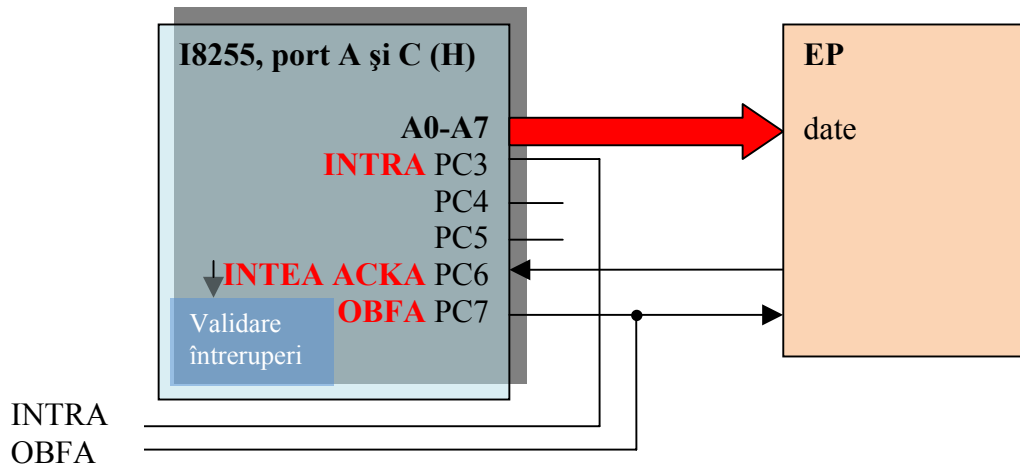 I8255, port A şi C (H)
EP
A0-A7
date
INTRA PC3
PC4
PC5
INTEA ACKA PC6
OBFA PC7
Validare
întreruperi
INTRA
OBFA